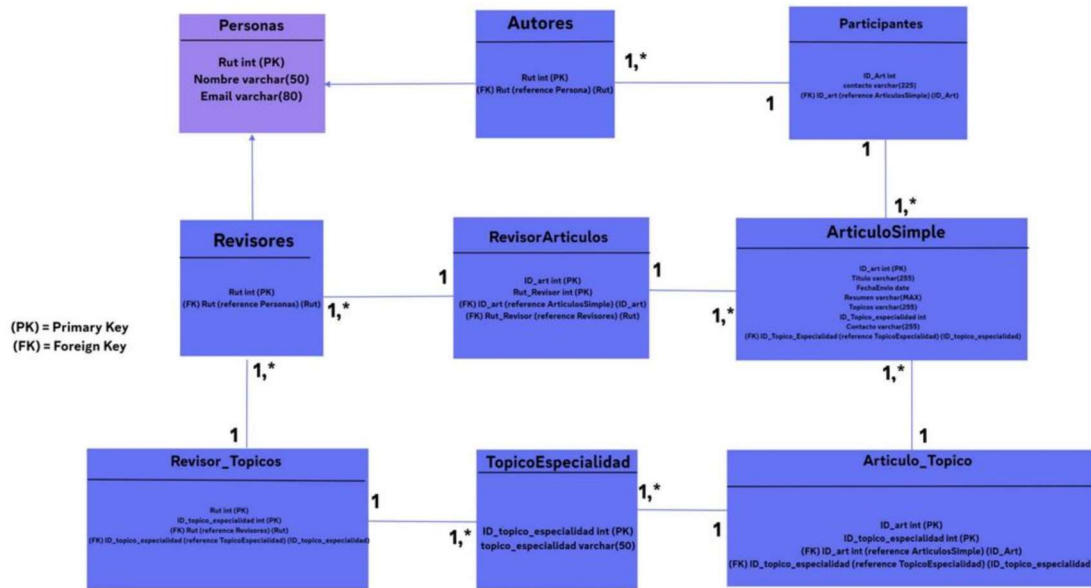 Personas
Rut int (PK)
Nombre varchar(50)
Email varchar(80)
Autores
Rut int (PK)
(FK) Rut (reference Persona) (Rut)
Participantes
ID_Art int
contacto varchar(225)
(FK) ID_art (reference ArticulosSimple) (ID_Art)
1,*
1
1
1,*
Revisores
Rut int (PK)
(FK) Rut (reference Personas) (Rut)
RevisorArticulos
ID_art int (PK)
Rut_Revisor int (PK)
(FK) ID_art (reference ArticulosSimple) (ID_art)
(FK) Rut_Revisor (reference Revisores) (Rut)
ArticuloSimple
ID_art int (PK)
Titulo varchar(255)
FechaEnvio date
Resumen varchar(MAX)
Topicos varchar(255)
ID_Topico_especialidad int
Contacto varchar(255)
(FK) ID_Topico_Especialidad (reference TopicoEspecialidad) (ID_topico_especialidad)
1
1,*
1
1,*
(PK) = Primary Key
(FK) = Foreign Key
1,*
1
1,*
1
Revisor_Topicos
Rut int (PK)
ID_topico_especialidad int (PK)
(FK) Rut (reference Revisores) (Rut)
(FK) ID_topico_especialidad (reference TopicoEspecialidad) (ID_topico_especialidad)
1
1,*
TopicoEspecialidad
ID_topico_especialidad int (PK)
topico_especialidad varchar(50)
1,*
1
Articulo_Topico
ID_art int (PK)
ID_topico_especialidad int (PK)
(FK) ID_art int (reference ArticulosSimple) (ID_Art)
(FK) ID_topico_especialidad (reference TopicoEspecialidad) (ID_topico_especialidad)